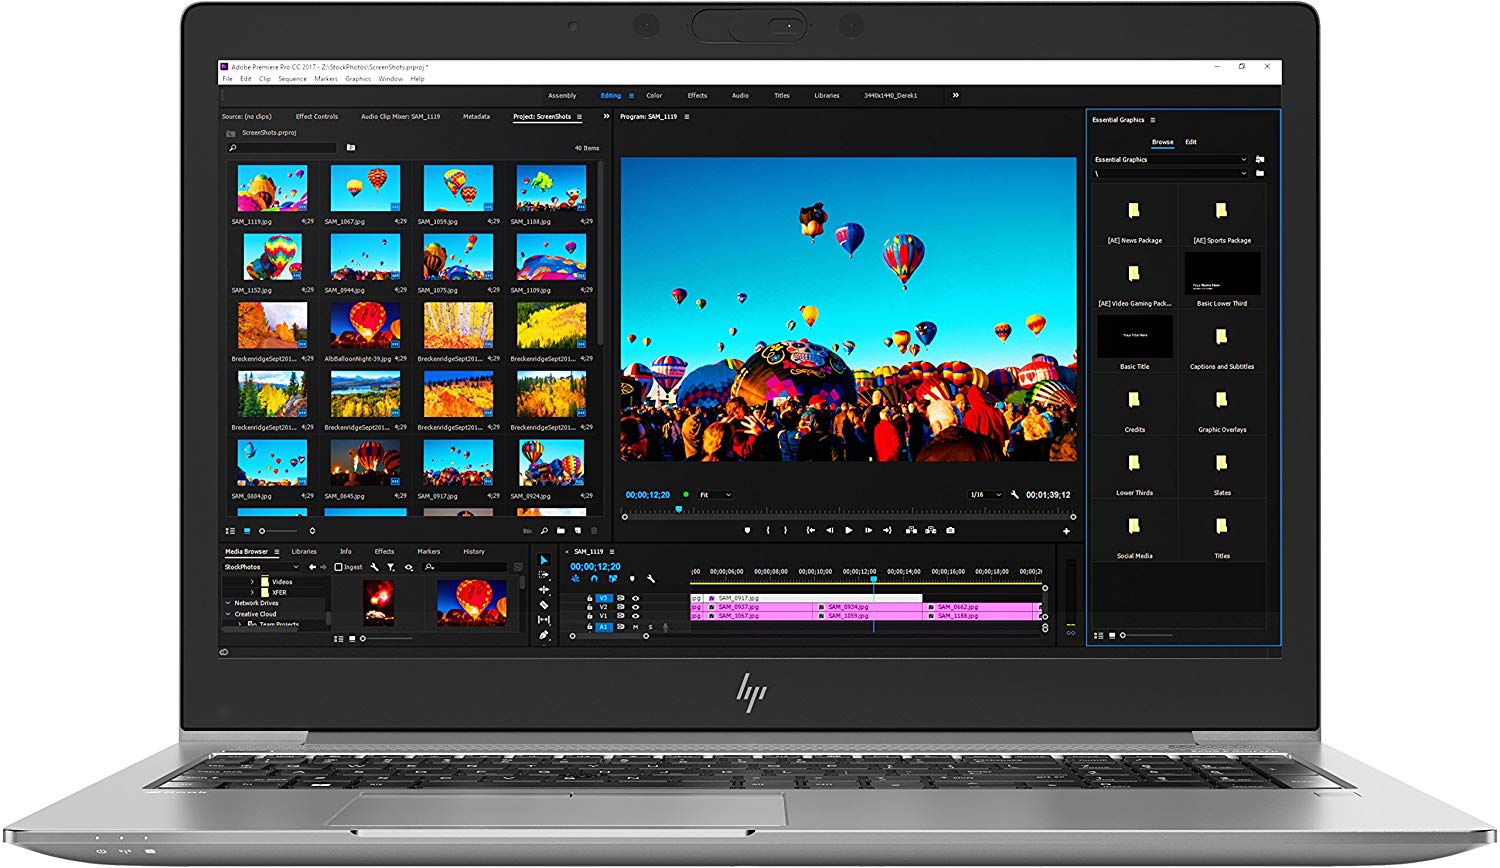 Adobe Premiere Pro CC 2017 - Z:\StockPhotos\ScreenShots.prproj *
File Edit Clip Sequence Markers Graphics Window Help
Assembly Editing Color Effects Audio Titles Libraries 3440x1440_Derek1
Source: (no clips) Effect Controls Audio Clip Mixer: SAM_1119 Metadata Project: ScreenShots
ScreenShots.prproj
40 Items
SAM_1119.jpg 4;29 SAM_1067.jpg 4;29 SAM_1059.jpg 4;29 SAM_1188.jpg 4;29
SAM_1152.jpg 4;29 SAM_0944.jpg 4;29 SAM_1075.jpg 4;29 SAM_1109.jpg 4;29
BreckenridgeSept201... 4;29 AlbBalloonNight-39.jpg 4;29 BreckenridgeSept201... 4;29 BreckenridgeSept201... 4;29
BreckenridgeSept201... 4;29 BreckenridgeSept201... 4;29 BreckenridgeSept201... 4;29 BreckenridgeSept201... 4;29
SAM_0884.jpg 4;29 SAM_0645.jpg 4;29 SAM_0917.jpg 4;29 SAM_0924.jpg 4;29
Program: SAM_1119
00;00;12;20 Fit 1/16 00;01;39;12
Essential Graphics
Browse Edit
Essential Graphics
\
[AE] News Package [AE] Sports Package
Your Name Here
[AE] Video Gaming Pack... Basic Lower Third
Your Title Here
Basic Title Captions and Subtitles
Credits Graphic Overlays
Lower Thirds Slates
Social Media Titles
Media Browser Libraries Info Effects Markers History
StockPhotos Ingest
Videos
XFER
Network Drives
Creative Cloud
Team Projects
SAM_1119
00;00;12;20
;00 00;00;06;00 00;00;08;00 00;00;10;00 00;00;12;00 00;00;14;00 00;00;16;00 00;00;18;00 00;00;2
V3 jpg SAM_0917.jpg
V2 jpg SAM_0937.jpg SAM_0934.jpg SAM_0662.jpg
V1 jpg SAM_1067.jpg SAM_1059.jpg SAM_1188.jpg
A1 M S
hp